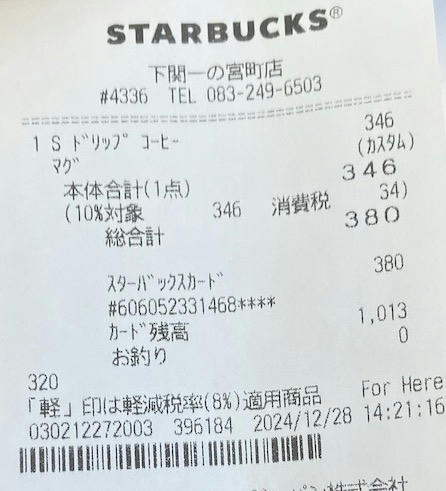 STARBUCKS®
下関一の宮町店
#4336 TEL 083-249-6503
346
1 S ﾄﾞﾘｯﾌﾟ ｺｰﾋｰ (ｶｽﾀﾑ)
ﾏｸﾞ 346
本体合計(1点) 34)
(10%対象 346 消費税 380
総合計
380
ｽﾀｰﾊﾞｯｸｽｶｰﾄﾞ
#606052331468****
ｶｰﾄﾞ残高 1,013
お釣り 0
320
「軽」印は軽減税率(8%)適用商品 For Here
030212272003 396184 2024/12/28 14:21:16
株式会社